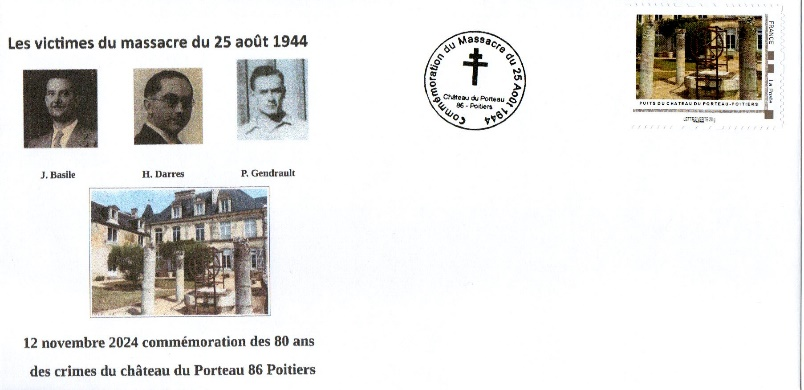 Les victimes du massacre du 25 août 1944
J. Basile
H. Darres
P. Gendrault
12 novembre 2024 commémoration des 80 ans
des crimes du château du Porteau 86 Poitiers
Commémoration du Massacre du 25 Août 1944
Château du Porteau
86 - Poitiers
FRANCE
La Poste
PUITS DU CHATEAU DU PORTEAU-POITIERS